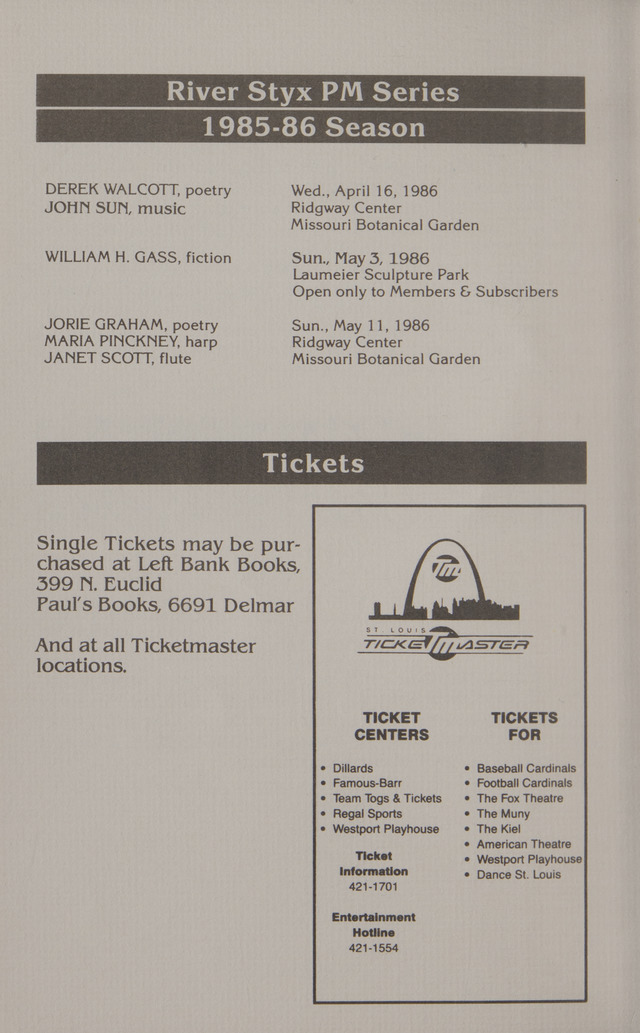 River Styx PM Series
1985-86 Season
DEREK WALCOTT, poetry
JOHN SUN, music
Wed., April 16, 1986
Ridgway Center
Missouri Botanical Garden
WILLIAM H. GASS, fiction
Sun., May 3, 1986
Laumeier Sculpture Park
Open only to Members & Subscribers
JORIE GRAHAM, poetry
MARIA PINCKNEY, harp
JANET SCOTT, flute
Sun., May 11, 1986
Ridgway Center
Missouri Botanical Garden
Tickets
Single Tickets may be pur-
chased at Left Bank Books,
399 N. Euclid
Paul's Books, 6691 Delmar
And at all Ticketmaster
locations.
Tm
ST. LOUIS
TICKETMASTER
TICKET
CENTERS
• Dillards
• Famous-Barr
• Team Togs & Tickets
• Regal Sports
• Westport Playhouse
Ticket
Information
421-1701
Entertainment
Hotline
421-1554
TICKETS
FOR
• Baseball Cardinals
• Football Cardinals
• The Fox Theatre
• The Muny
• The Kiel
• American Theatre
• Westport Playhouse
• Dance St. Louis